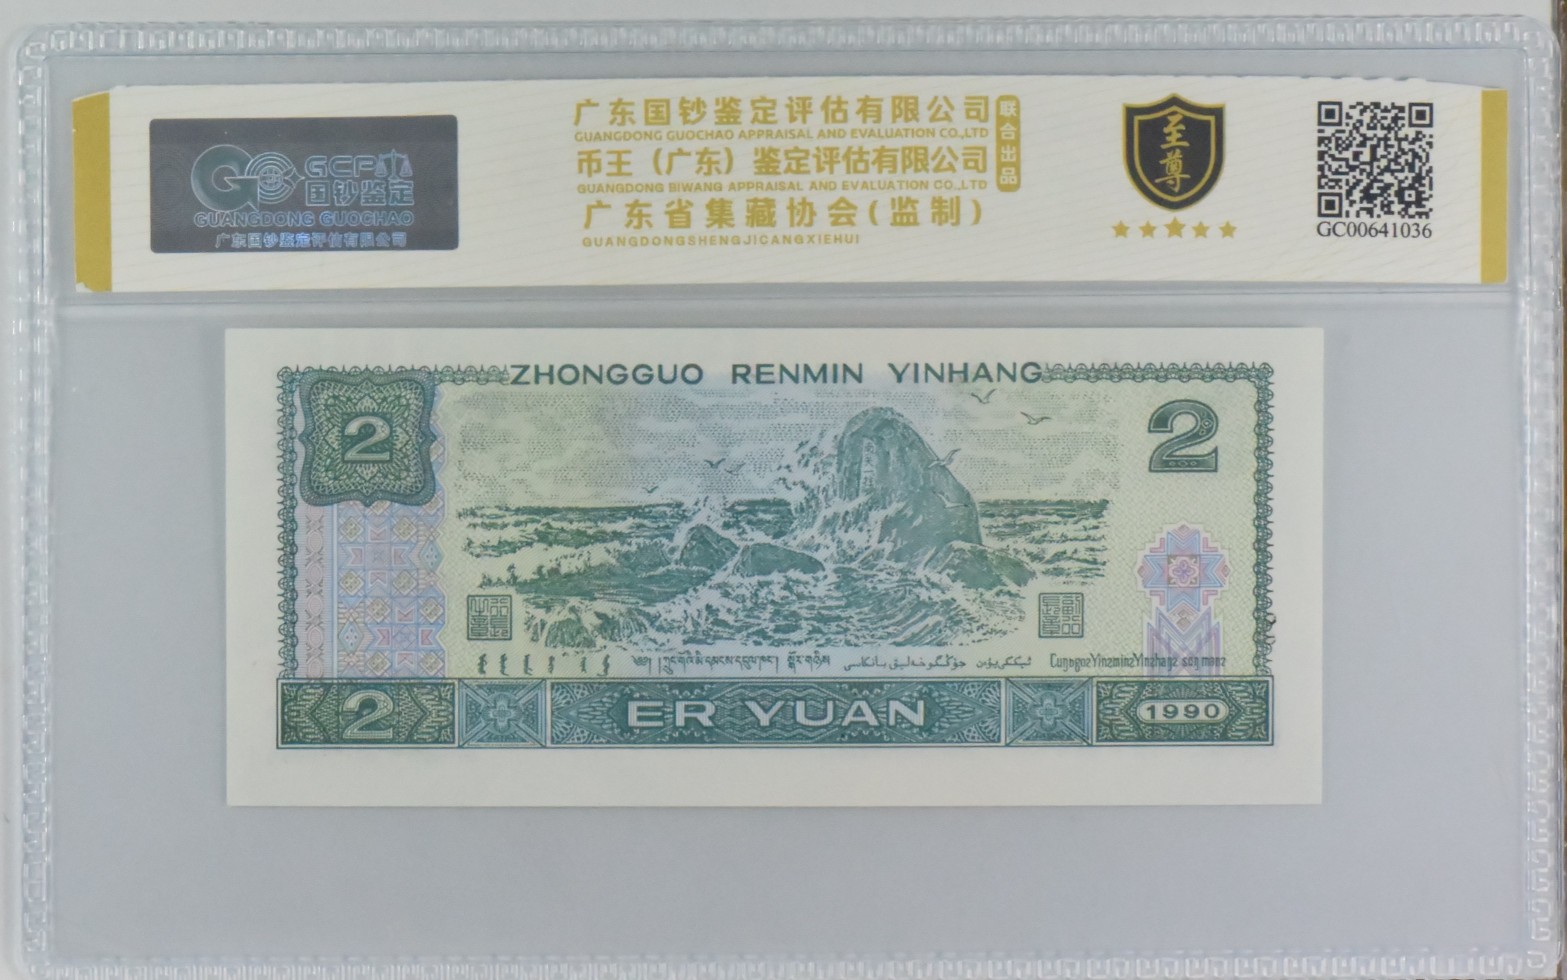 GCP
国钞鉴定
GUANGDONG GUOCHAO
广东国钞鉴定评估有限公司
广东国钞鉴定评估有限公司
GUANGDONG GUOCHAO APPRAISAL AND EVALUATION CO.,LTD
币王（广东）鉴定评估有限公司
GUANGDONG BIWANG APPRAISAL AND EVALUATION CO.,LTD
广东省集藏协会(监制)
GUANGDONGSHENGJICANGXIEHUI
联合出品
至尊
GC00641036
ZHONGGUO RENMIN YINHANG
2
2
2
ER YUAN
1990